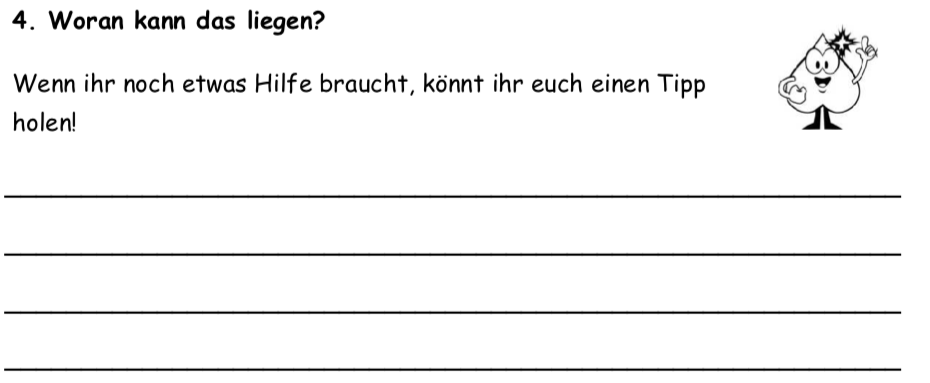 4. Woran kann das liegen?
Wenn ihr noch etwas Hilfe braucht, könnt ihr euch einen Tipp
holen!